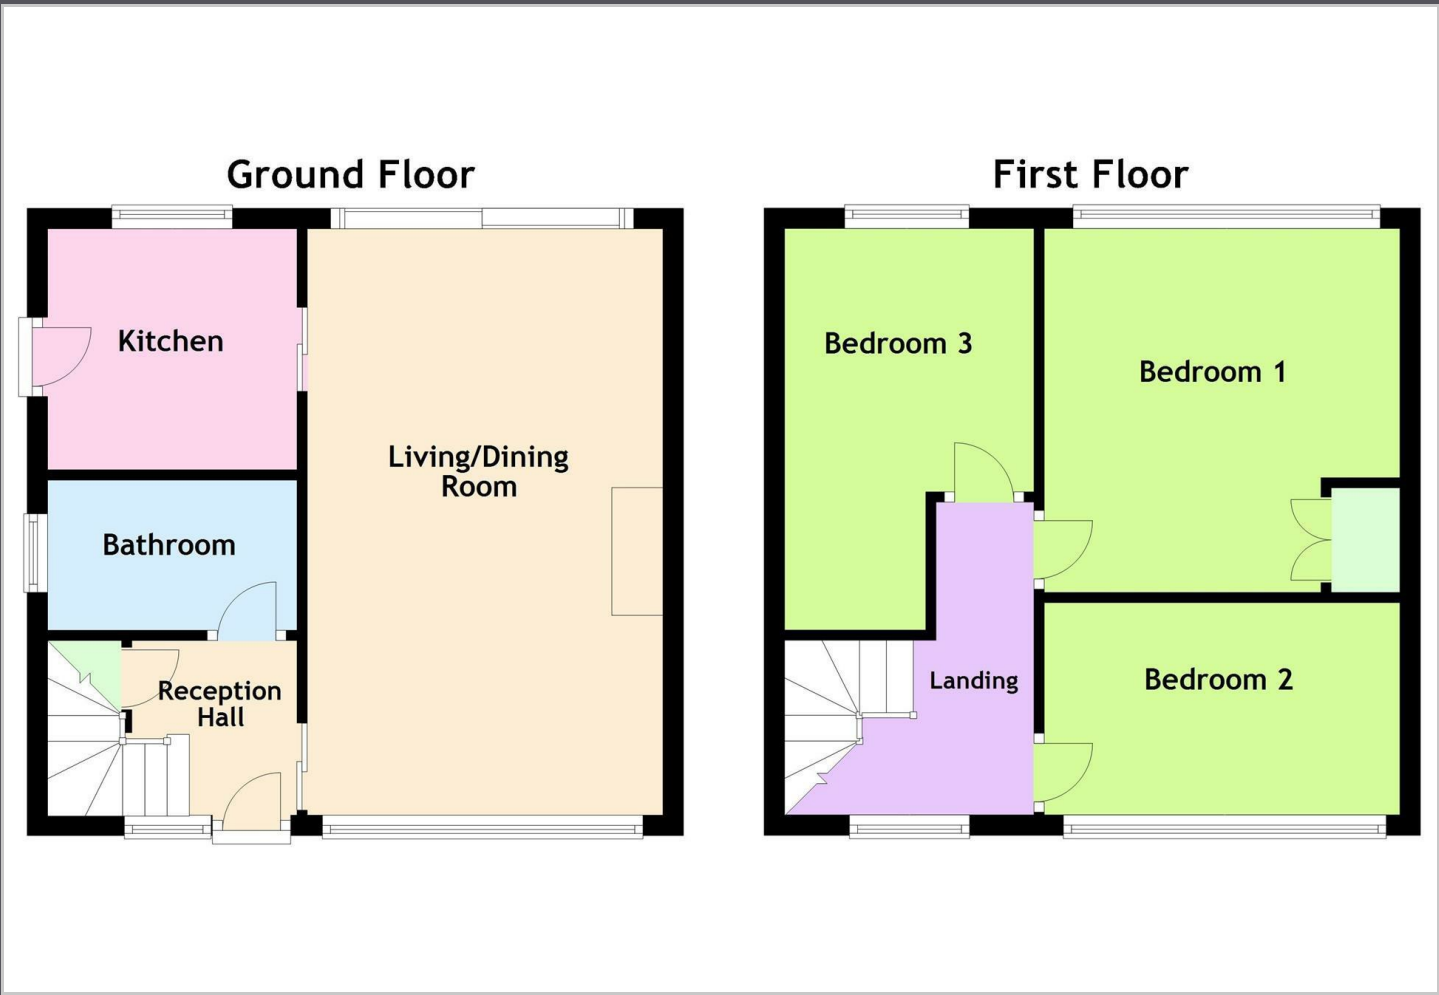 Ground Floor
Kitchen
Living/Dining
Room
Bathroom
Reception
Hall
First Floor
Bedroom 3
Bedroom 1
Landing
Bedroom 2